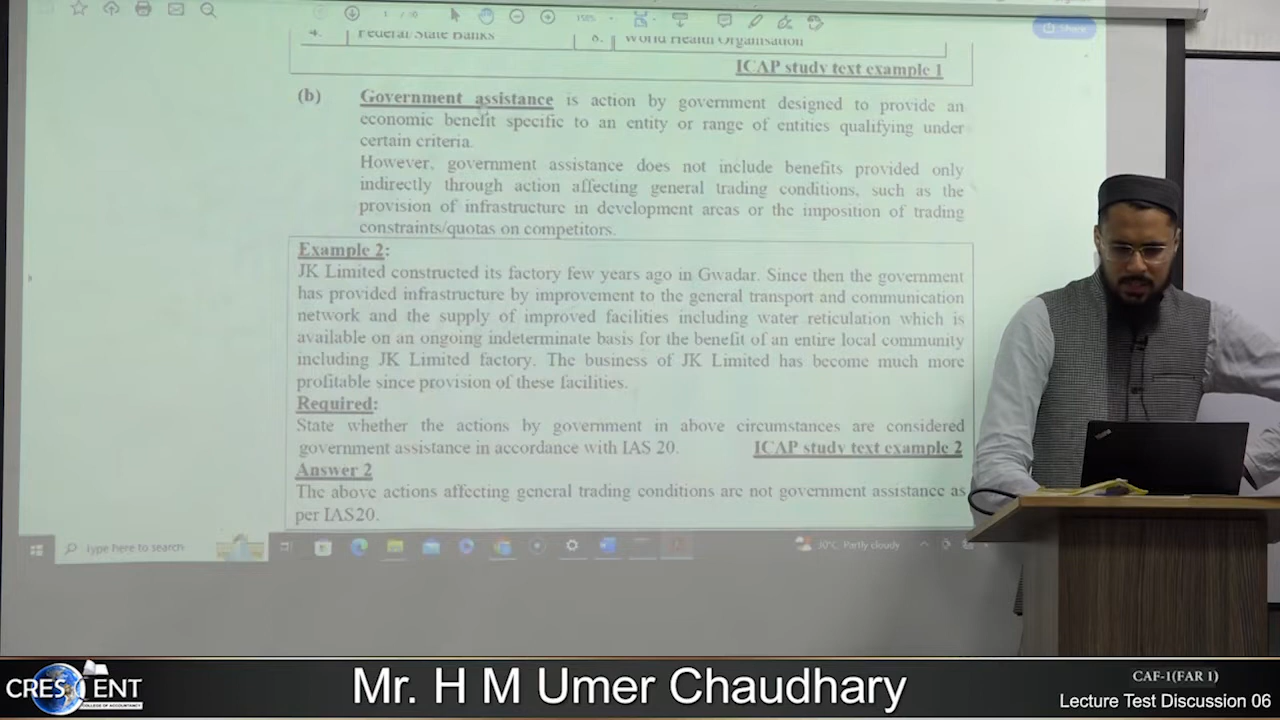 Share
4. Federal/State Banks 8. World Health Organisation
ICAP study text example 1
(b) Government assistance is action by government designed to provide an
economic benefit specific to an entity or range of entities qualifying under
certain criteria.
However, government assistance does not include benefits provided only
indirectly through action affecting general trading conditions, such as the
provision of infrastructure in development areas or the imposition of trading
constraints/quotas on competitors.
Example 2:
JK Limited constructed its factory few years ago in Gwadar. Since then the government
has provided infrastructure by improvement to the general transport and communication
network and the supply of improved facilities including water reticulation which is
available on an ongoing indeterminate basis for the benefit of an entire local community
including JK Limited factory. The business of JK Limited has become much more
profitable since provision of these facilities.
Required:
State whether the actions by government in above circumstances are considered
government assistance in accordance with IAS 20. ICAP study text example 2
Answer 2
The above actions affecting general trading conditions are not government assistance as
per IAS20.
Type here to search 30°C Partly cloudy
CRESCENT
COLLEGE OF ACCOUNTANCY
Mr. H M Umer Chaudhary
CAF-1(FAR 1)
Lecture Test Discussion 06